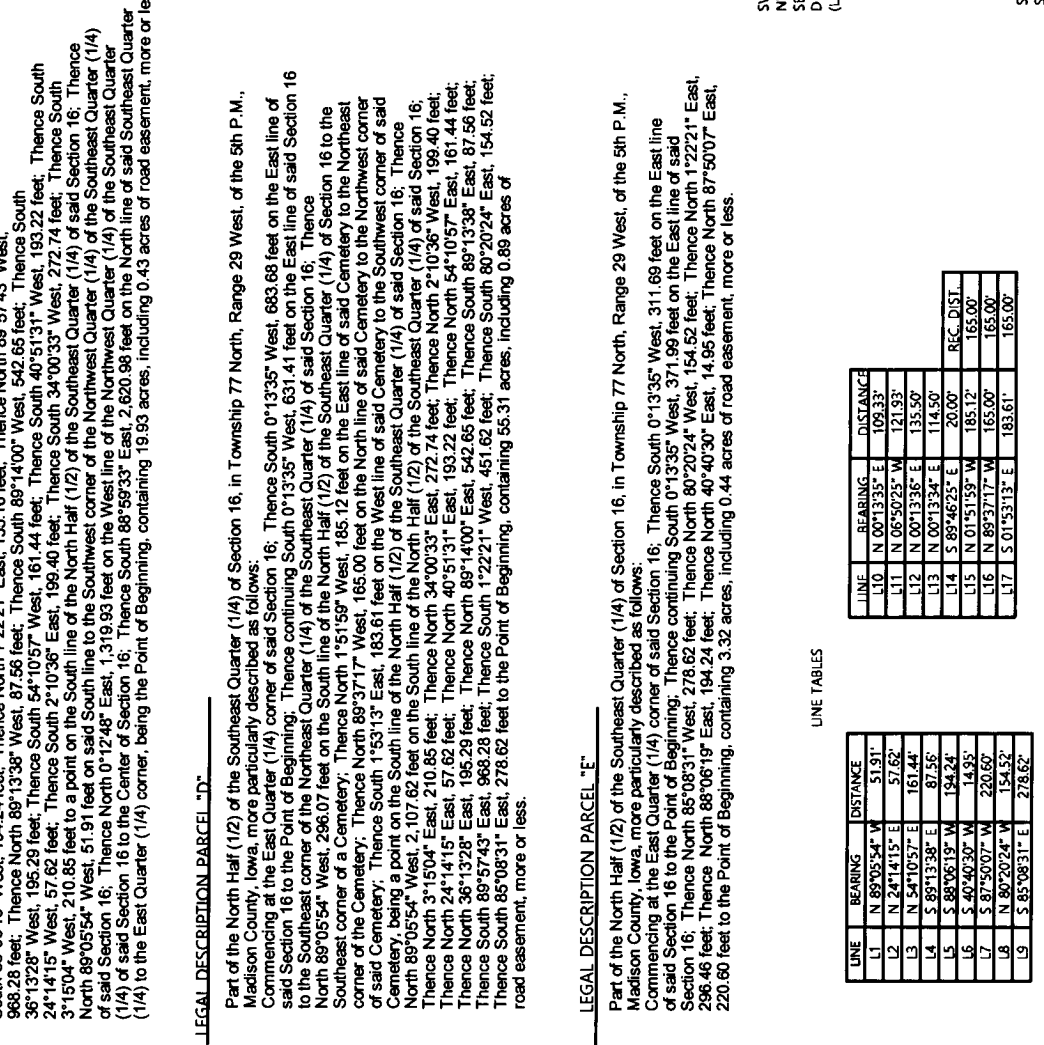 968.28 feet; Thence North 89°13'38" West, 87.56 feet; Thence South 89°14'00" West, 542.65 feet; Thence South
36°13'28" West, 195.29 feet; Thence South 54°10'57" West, 161.44 feet; Thence South 40°51'31" West, 193.22 feet; Thence South
24°14'15" West, 57.62 feet; Thence South 2°10'36" East, 199.40 feet; Thence South 34°00'33" West, 272.74 feet; Thence South
3°15'04" West, 210.85 feet to a point on the South line of the North Half (1/2) of the Southeast Quarter (1/4) of said Section 16; Thence
North 89°05'54" West, 51.91 feet on said South line to the Southwest corner of the Northwest Quarter (1/4) of the Southeast Quarter (1/4)
of said Section 16; Thence North 0°12'48" East, 1,319.93 feet on the West line of the Northwest Quarter (1/4) of the Southeast Quarter
(1/4) of said Section 16 to the Center of Section 16; Thence South 88°59'33" East, 2,620.98 feet on the North line of said Southeast Quarter
(1/4) to the East Quarter (1/4) corner, being the Point of Beginning, containing 19.93 acres, including 0.43 acres of road easement, more or le
LEGAL DESCRIPTION PARCEL "D"
Part of the North Half (1/2) of the Southeast Quarter (1/4) of Section 16, in Township 77 North, Range 29 West, of the 5th P.M.,
Madison County, Iowa, more particularly described as follows:
Commencing at the East Quarter (1/4) corner of said Section 16; Thence South 0°13'35" West, 683.68 feet on the East line of
said Section 16 to the Point of Beginning; Thence continuing South 0°13'35" West, 631.41 feet on the East line of said Section 16
to the Southeast corner of the Northeast Quarter (1/4) of the Southeast Quarter (1/4) of said Section 16; Thence
North 89°05'54" West, 296.07 feet on the South line of the North Half (1/2) of the Southeast Quarter (1/4) of Section 16 to the
Southeast corner of a Cemetery; Thence North 1°51'59" West, 185.12 feet on the East line of said Cemetery to the Northeast
corner of the Cemetery; Thence North 89°37'17" West, 165.00 feet on the North line of said Cemetery to the Northwest corner
of said Cemetery; Thence South 1°53'13" East, 183.61 feet on the West line of said Cemetery to the Southwest corner of said
Cemetery, being a point on the South line of the North Half (1/2) of the Southeast Quarter (1/4) of said Section 16; Thence
North 89°05'54" West, 2,107.62 feet on the South line of the North Half (1/2) of the Southeast Quarter (1/4) of said Section 16;
Thence North 3°15'04" East, 210.85 feet; Thence North 34°00'33" East, 272.74 feet; Thence North 2°10'36" West, 199.40 feet;
Thence North 24°14'15" East, 57.62 feet; Thence North 40°51'31" East, 193.22 feet; Thence North 54°10'57" East, 161.44 feet;
Thence North 36°13'28" East, 195.29 feet; Thence North 89°14'00" East, 542.65 feet; Thence South 89°13'38" East, 87.56 feet;
Thence South 89°57'43" East, 968.28 feet; Thence South 1°22'21" West, 451.62 feet; Thence South 80°20'24" East, 154.52 feet;
Thence South 85°08'31" East, 278.62 feet to the Point of Beginning, containing 55.31 acres, including 0.89 acres of
road easement, more or less.
LEGAL DESCRIPTION PARCEL "E"
Part of the North Half (1/2) of the Southeast Quarter (1/4) of Section 16, in Township 77 North, Range 29 West, of the 5th P.M.,
Madison County, Iowa, more particularly described as follows:
Commencing at the East Quarter (1/4) corner of said Section 16; Thence South 0°13'35" West, 311.69 feet on the East line
of said Section 16 to the Point of Beginning; Thence continuing South 0°13'35" West, 371.99 feet on the East line of said
Section 16; Thence North 85°08'31" West, 278.62 feet; Thence North 80°20'24" West, 154.52 feet; Thence North 1°22'21" East,
296.46 feet; Thence North 88°06'19" East, 194.24 feet; Thence North 40°40'30" East, 14.95 feet; Thence North 87°50'07" East,
220.60 feet to the Point of Beginning, containing 3.32 acres, including 0.44 acres of road easement, more or less.
LINE TABLES
LINE BEARING DISTANCE
L1 N 89°05'54" W 51.91'
L2 N 24°14'15" E 57.62'
L3 N 54°10'57" E 161.44'
L4 S 89°13'38" E 87.56'
L5 S 88°06'19" W 194.24'
L6 S 40°40'30" W 14.95'
L7 S 87°50'07" W 220.60'
L8 N 80°20'24" W 154.52'
L9 S 85°08'31" E 278.62'
LINE BEARING DISTANCE REC. DIST.
L10 N 00°13'35" E 109.33'
L11 N 06°50'25" W 121.93'
L12 N 00°13'36" E 135.50'
L13 N 00°13'34" E 114.50'
L14 S 89°46'25" E 20.00'
L15 N 01°51'59" W 185.12' 165.00'
L16 N 89°37'17" W 165.00' 165.00'
L17 S 01°53'13" E 183.61' 165.00'